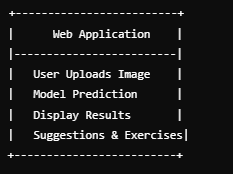 +-------------------------+
|      Web Application    |
|-------------------------|
|   User Uploads Image    |
|   Model Prediction      |
|   Display Results       |
|   Suggestions & Exercises|
+-------------------------+